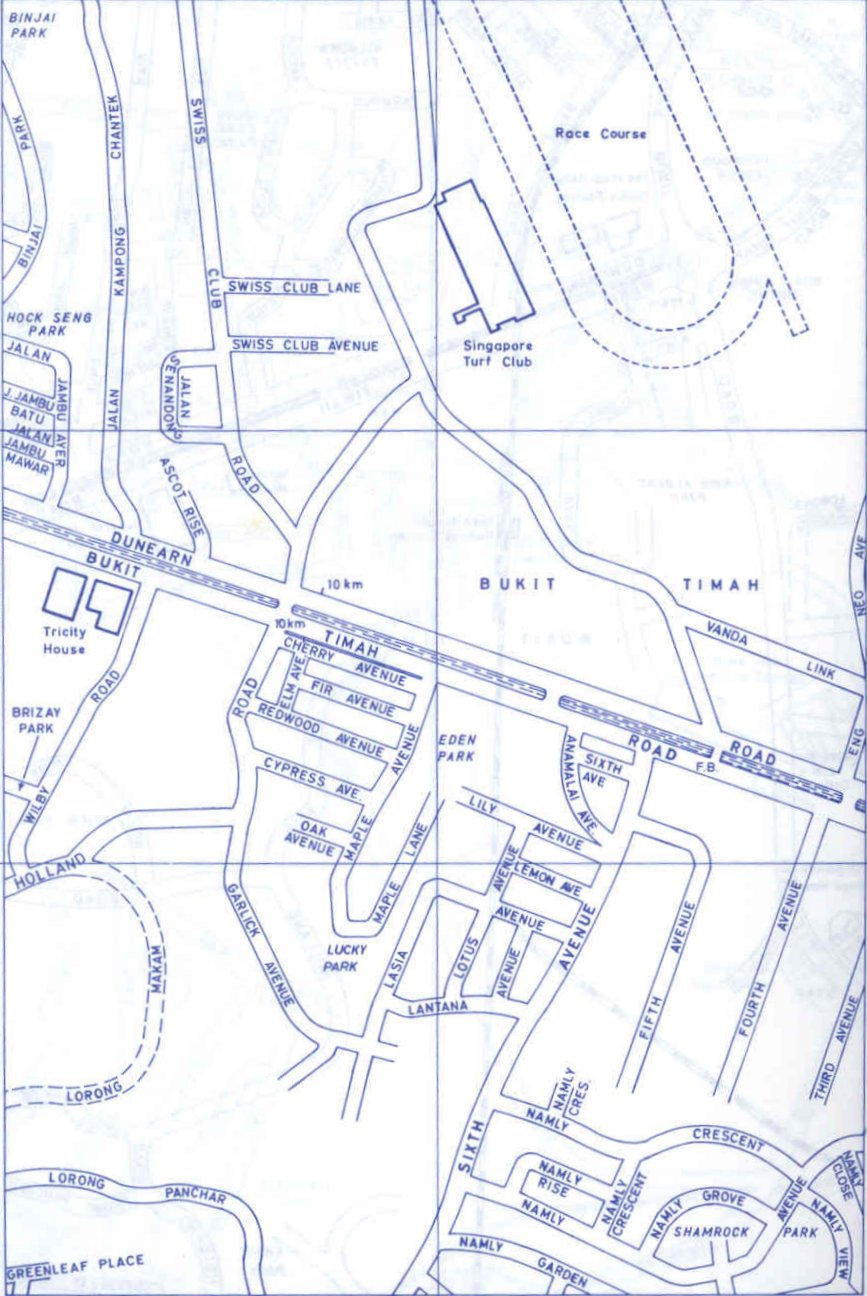 BINJAI
PARK
PARK
BINJAI
CHANTEK
KAMPONG
JALAN
SWISS
CLUB
ROAD
Race Course
SWISS CLUB LANE
SWISS CLUB AVENUE
Singapore
Turf Club
HOCK SENG
PARK
JALAN
JAMBU AYER
J. JAMBU
BATU
JALAN
JAMBU
MAWAR
JALAN
SENANDONG
ASCOT RISE
DUNEARN
BUKIT
10 km
10km
TIMAH
BUKIT
TIMAH
NEO AVE
ENG
VANDA
LINK
Tricity
House
ROAD
WILBY
BRIZAY
PARK
ROAD
CHERRY AVENUE
ELM AVE.
FIR AVENUE
REDWOOD AVENUE
CYPRESS AVE.
OAK
AVENUE
MAPLE AVENUE
MAPLE LANE
EDEN
PARK
ANAMALAI AVE
SIXTH
AVE
ROAD
ROAD
F.B.
LILY
AVENUE
AVENUE
LEMON AVE
AVENUE
AVENUE
LOTUS
LASIA
LANTANA
HOLLAND
GARLICK
AVENUE
LUCKY
PARK
MAKAM
LORONG
AVENUE
SIXTH
FIFTH
AVENUE
FOURTH
AVENUE
THIRD AVENUE
NAMLY
CRES.
NAMLY
CRESCENT
NAMLY
RISE
NAMLY
CRESCENT
NAMLY
NAMLY
GROVE
AVENUE
NAMLY
CLOSE
NAMLY
VIEW
SHAMROCK
PARK
NAMLY
GARDEN
LORONG
PANCHAR
GREENLEAF PLACE